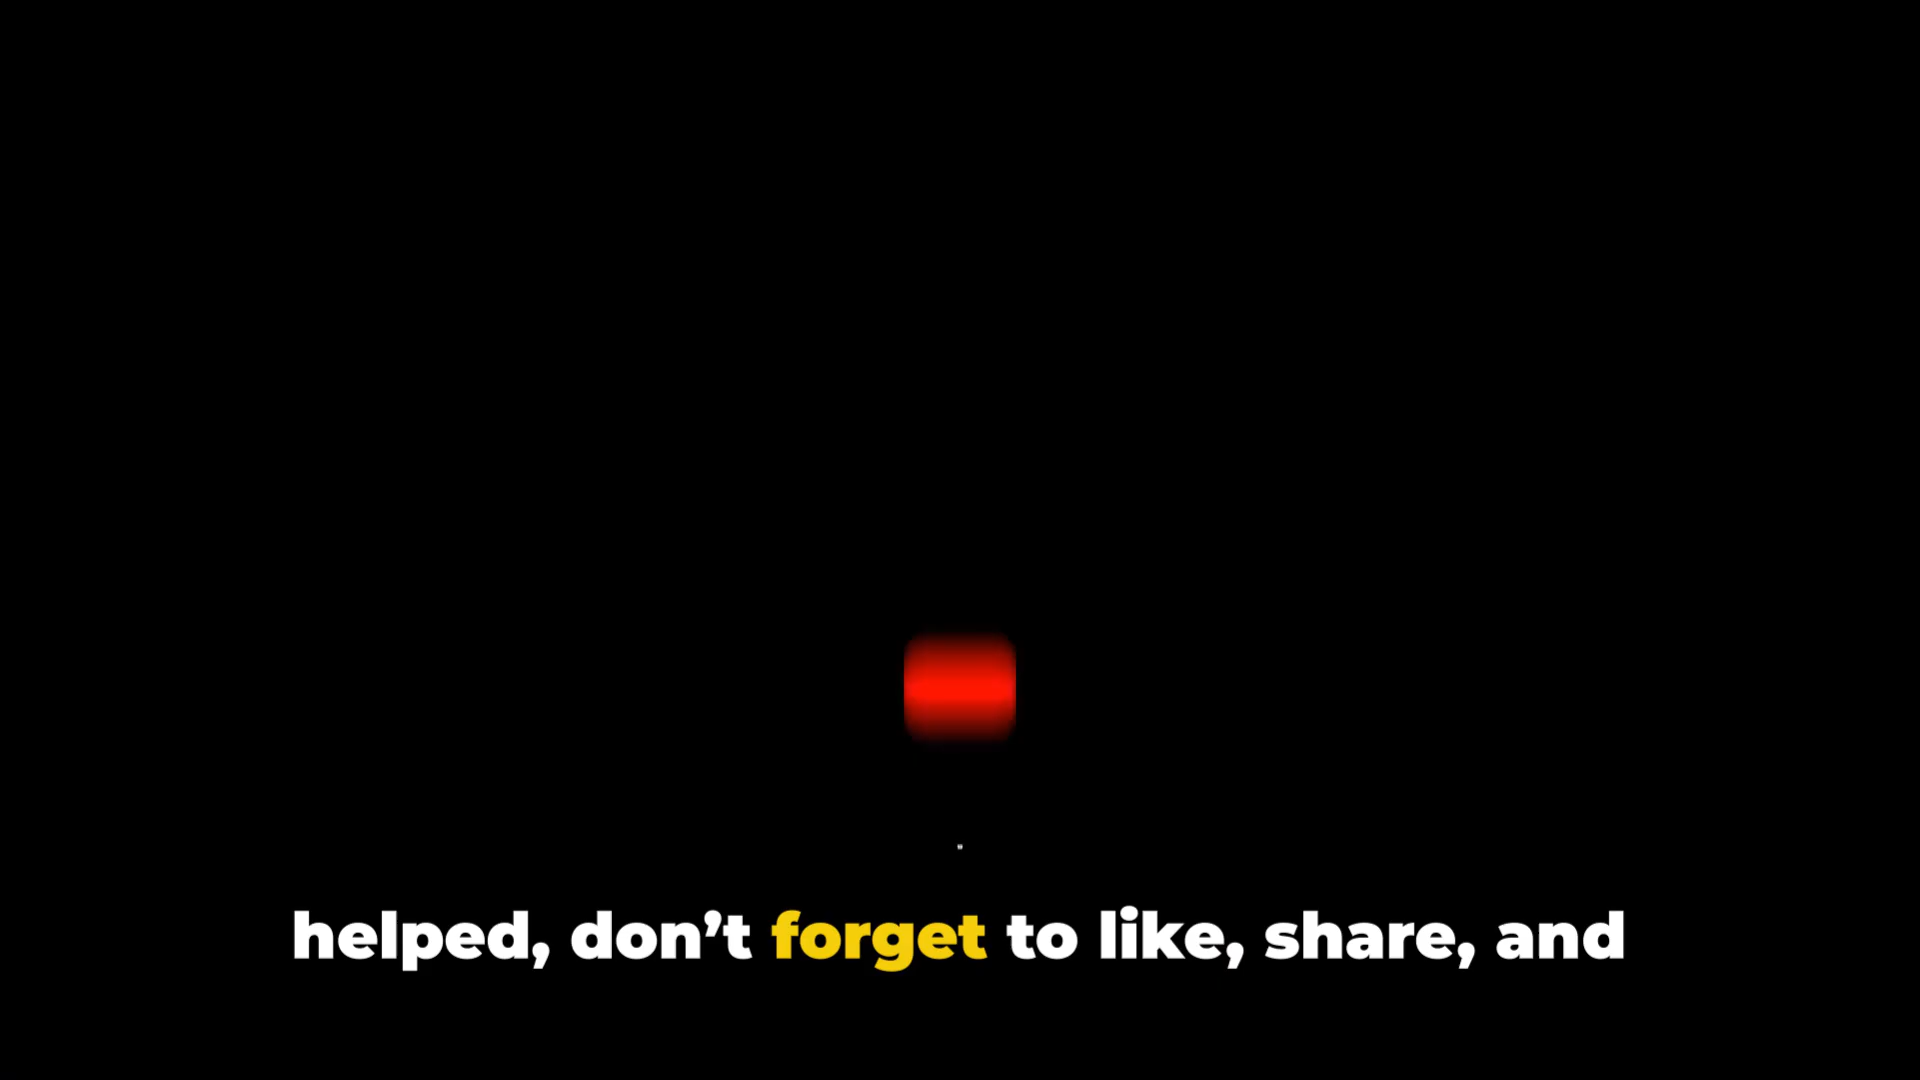 helped, don’t forget to like, share, and